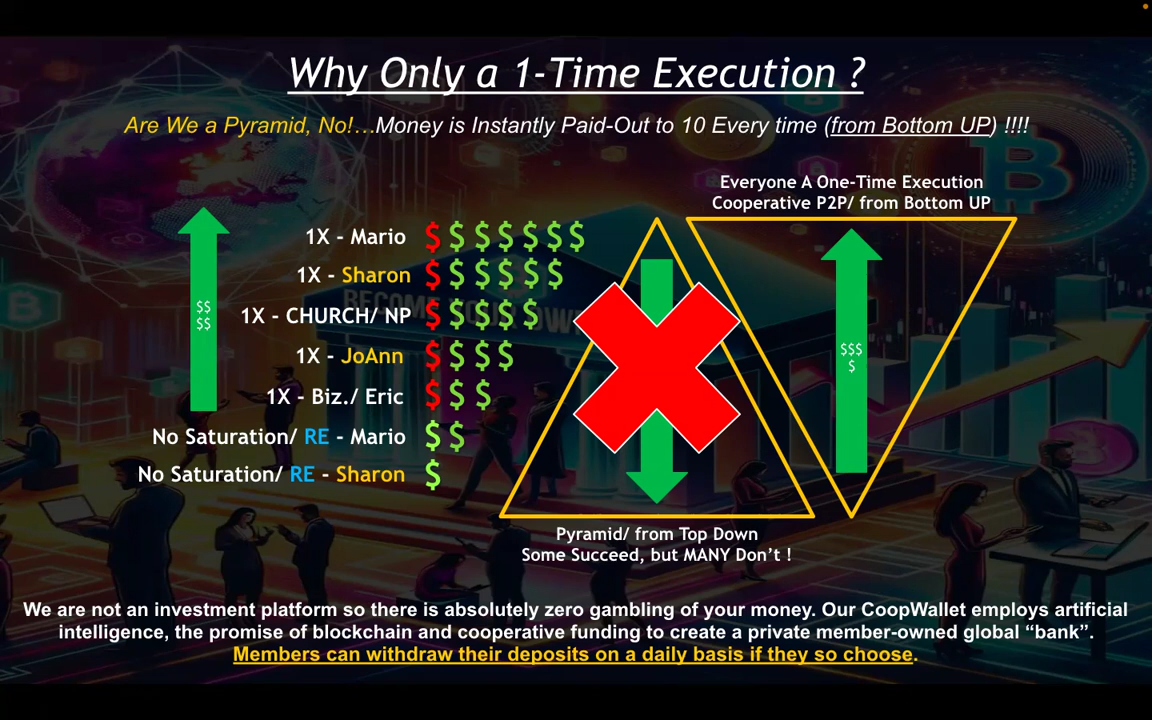 Why Only a 1-Time Execution ?
Are We a Pyramid, No!…Money is Instantly Paid-Out to 10 Every time (from Bottom UP) !!!!
Everyone A One-Time Execution
Cooperative P2P/ from Bottom UP
1X - Mario $ $ $ $ $ $ $
1X - Sharon $ $ $ $ $ $
1X - CHURCH/ NP $ $ $ $ $
1X - JoAnn $ $ $ $
1X - Biz./ Eric $ $ $
No Saturation/ RE - Mario $ $
No Saturation/ RE - Sharon $
$$
$$
$$$
$
Pyramid/ from Top Down
Some Succeed, but MANY Don't !
We are not an investment platform so there is absolutely zero gambling of your money. Our CoopWallet employs artificial
intelligence, the promise of blockchain and cooperative funding to create a private member-owned global “bank”.
Members can withdraw their deposits on a daily basis if they so choose.